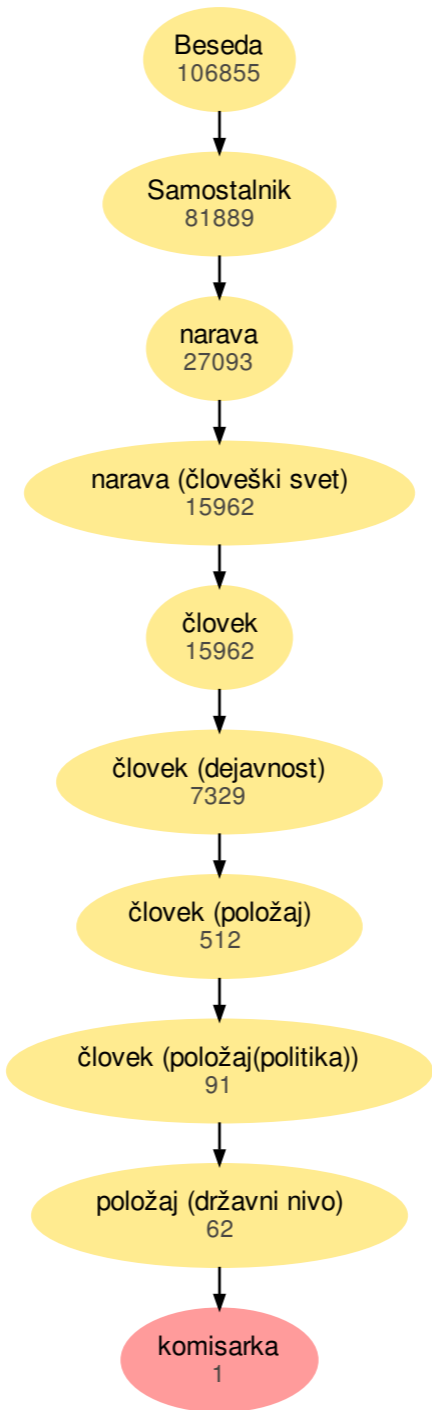 Beseda
106855
Samostalnik
81889
narava
27093
narava (človeški svet)
15962
človek
15962
človek (dejavnost)
7329
človek (položaj)
512
človek (položaj(politika))
91
položaj (državni nivo)
62
komisarka
1